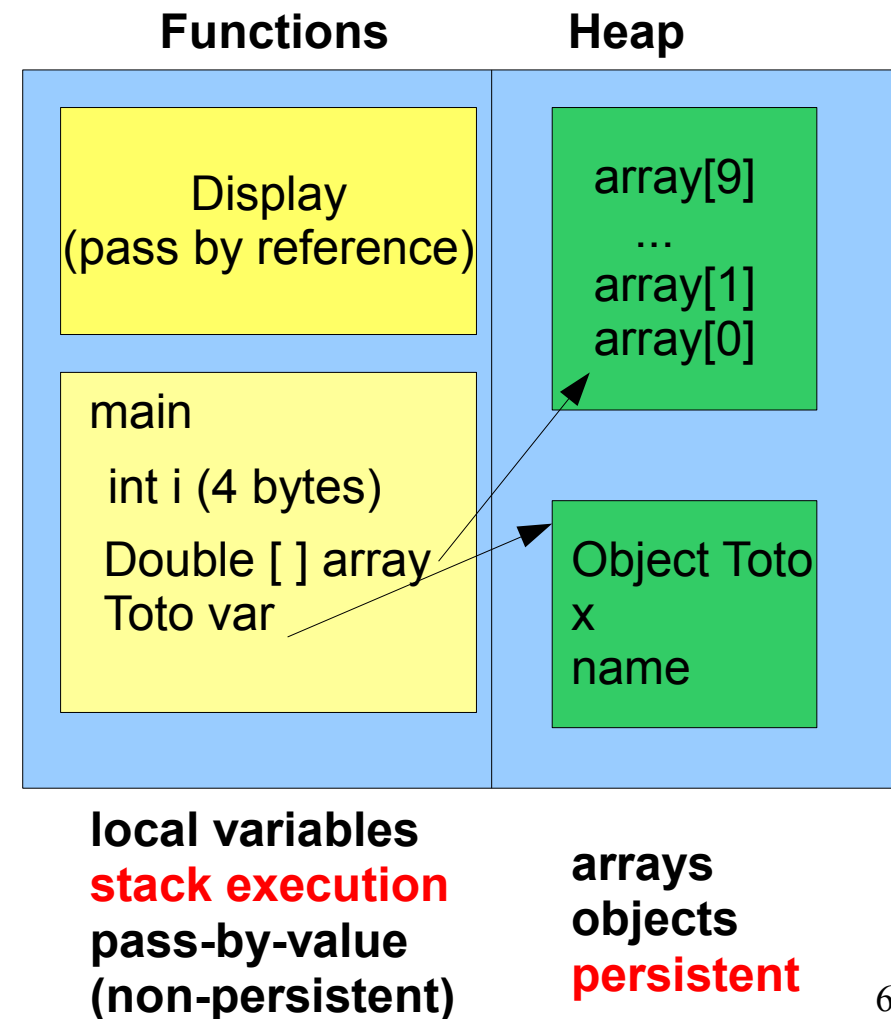 Functions
Heap
Display
(pass by reference)
main
int i (4 bytes)
Double [ ] array
Toto var
array[9]
...
array[1]
array[0]
Object Toto
x
name
local variables
stack execution
pass-by-value
(non-persistent)
arrays
objects
persistent
6